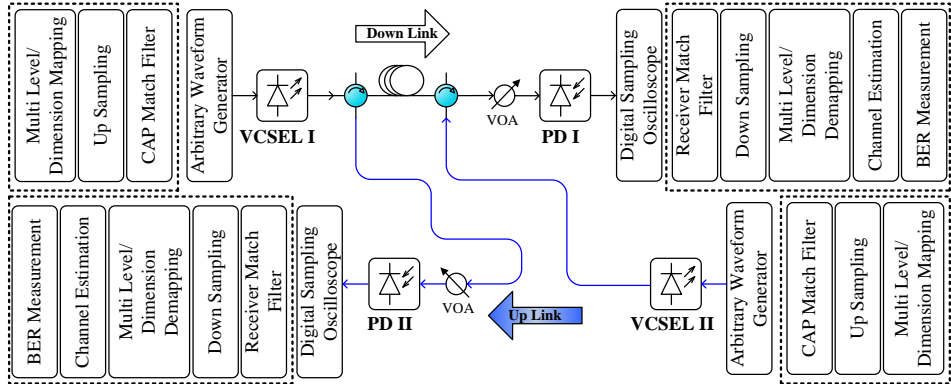 Multi Level/
Dimension Mapping
Up Sampling
CAP Match Filter
Arbitrary Waveform
Generator
VCSEL I
Down Link
VOA
PD I
Digital Sampling
Oscilloscope
Receiver Match
Filter
Down Sampling
Multi Level/
Dimension
Demapping
Channel Estimation
BER Measurement
BER Measurement
Channel Estimation
Multi Level/
Dimension
Demapping
Down Sampling
Receiver Match
Filter
Digital Sampling
Oscilloscope
PD II
VOA
Up Link
VCSEL II
Arbitrary Waveform
Generator
CAP Match Filter
Up Sampling
Multi Level/
Dimension Mapping